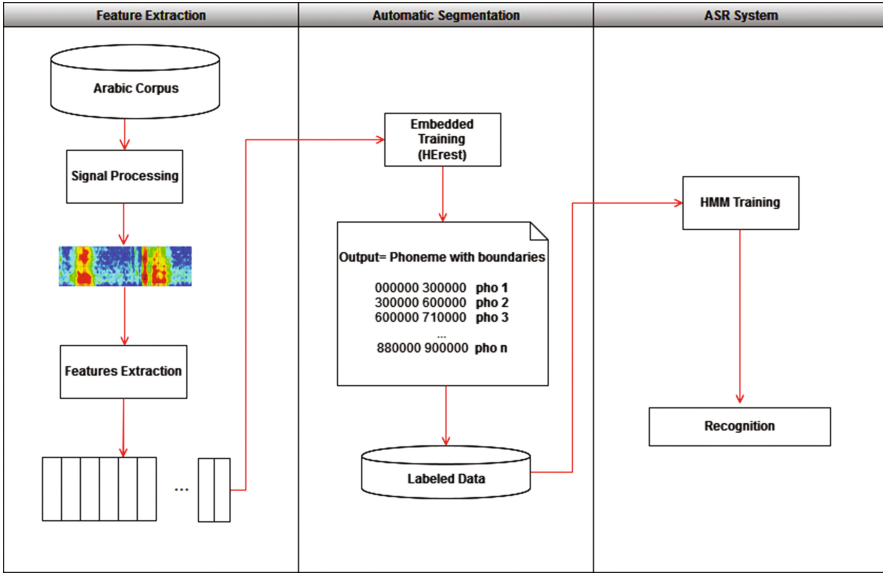 Feature Extraction
Automatic Segmentation
ASR System
Arabic Corpus
Signal Processing
Features Extraction
...
Embedded
Training
(HErest)
Output= Phoneme with boundaries
000000 300000 pho 1
300000 600000 pho 2
600000 710000 pho 3
...
880000 900000 pho n
Labeled Data
HMM Training
Recognition